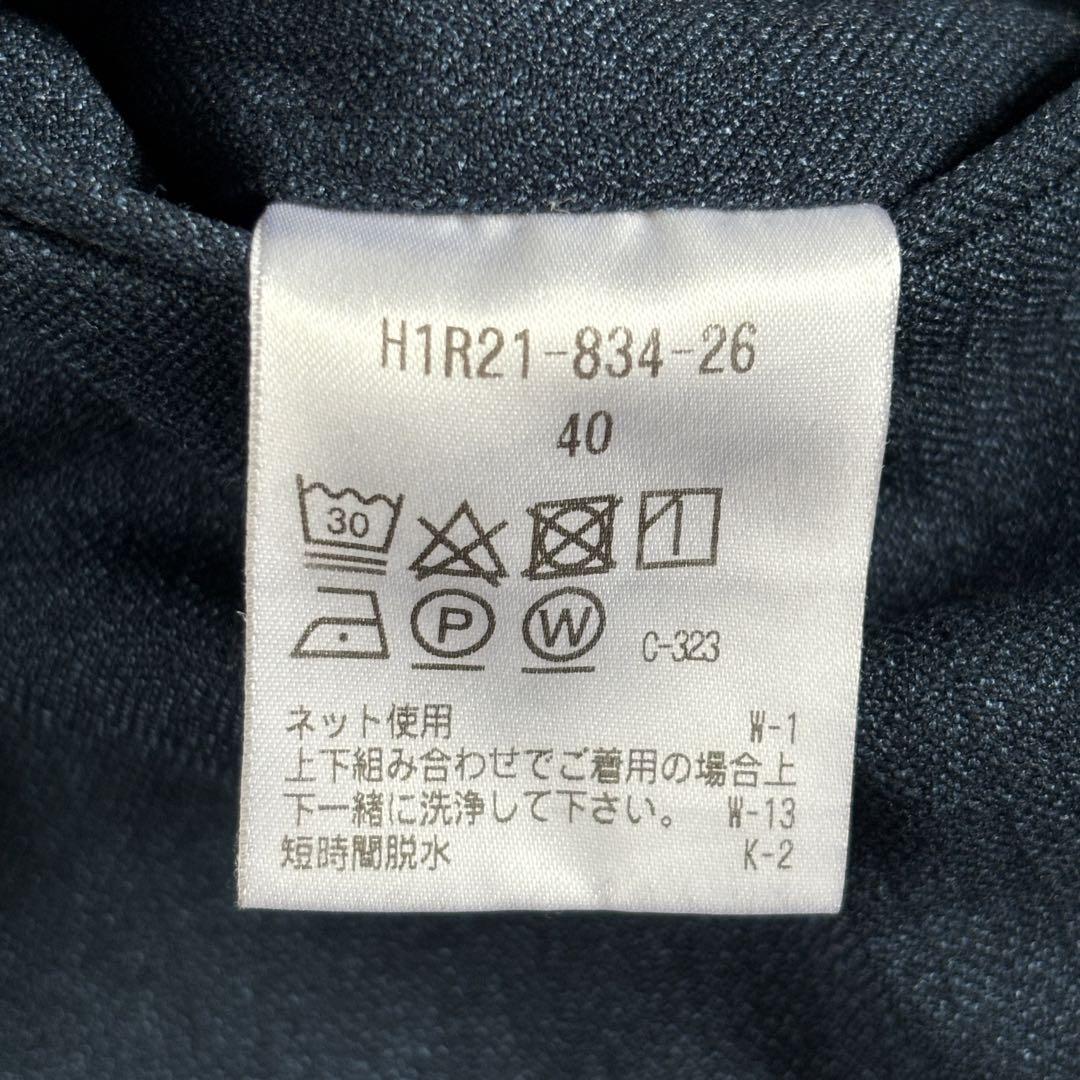 H1R21-834-26
40
30
P W C-323
ネット使用 W-1
上下組み合わせでご着用の場合上
下一緒に洗浄して下さい。 W-13
短時間脱水 K-2